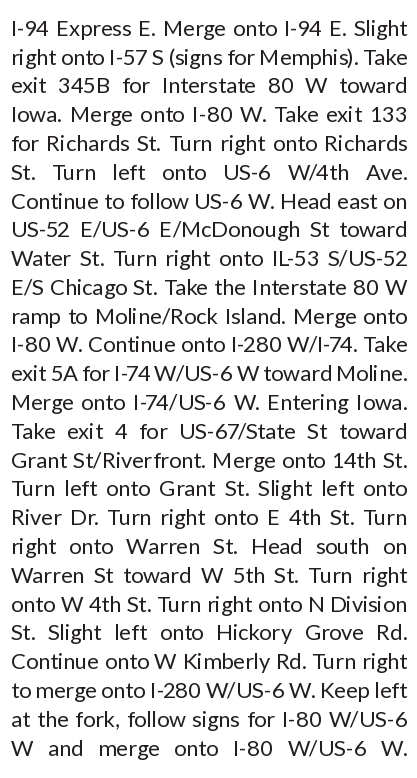 I-94 Express E. Merge onto I-94 E. Slight
right onto I-57 S (signs for Memphis). Take
exit 345B for Interstate 80 W toward
Iowa. Merge onto I-80 W. Take exit 133
for Richards St. Turn right onto Richards
St. Turn left onto US-6 W/4th Ave.
Continue to follow US-6 W. Head east on
US-52 E/US-6 E/McDonough St toward
Water St. Turn right onto IL-53 S/US-52
E/S Chicago St. Take the Interstate 80 W
ramp to Moline/Rock Island. Merge onto
I-80 W. Continue onto I-280 W/I-74. Take
exit 5A for I-74 W/US-6 W toward Moline.
Merge onto I-74/US-6 W. Entering Iowa.
Take exit 4 for US-67/State St toward
Grant St/Riverfront. Merge onto 14th St.
Turn left onto Grant St. Slight left onto
River Dr. Turn right onto E 4th St. Turn
right onto Warren St. Head south on
Warren St toward W 5th St. Turn right
onto W 4th St. Turn right onto N Division
St. Slight left onto Hickory Grove Rd.
Continue onto W Kimberly Rd. Turn right
to merge onto I-280 W/US-6 W. Keep left
at the fork, follow signs for I-80 W/US-6
W and merge onto I-80 W/US-6 W.